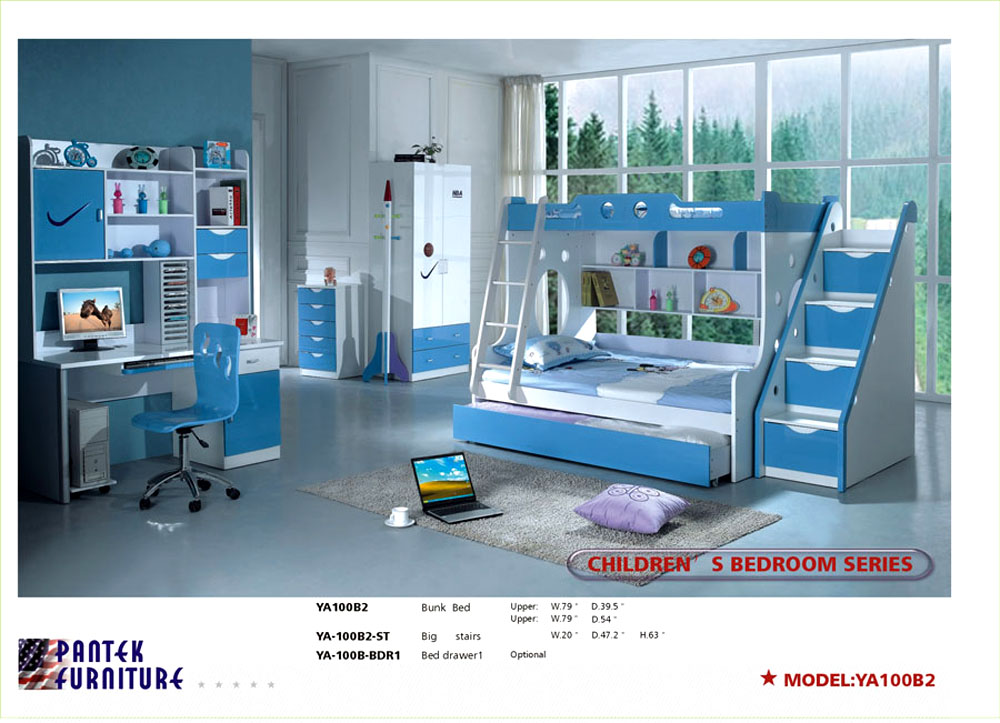 NBA
CHILDREN’S BEDROOM SERIES
YA100B2 Bunk Bed Upper: W.79 " D.39.5 "
Upper: W.79 " D.54 "
YA-100B2-ST Big stairs W.20 " D.47.2 " H.63 "
YA-100B-BDR1 Bed drawer1 Optional
PANTEK
FURNITURE
★ MODEL:YA100B2